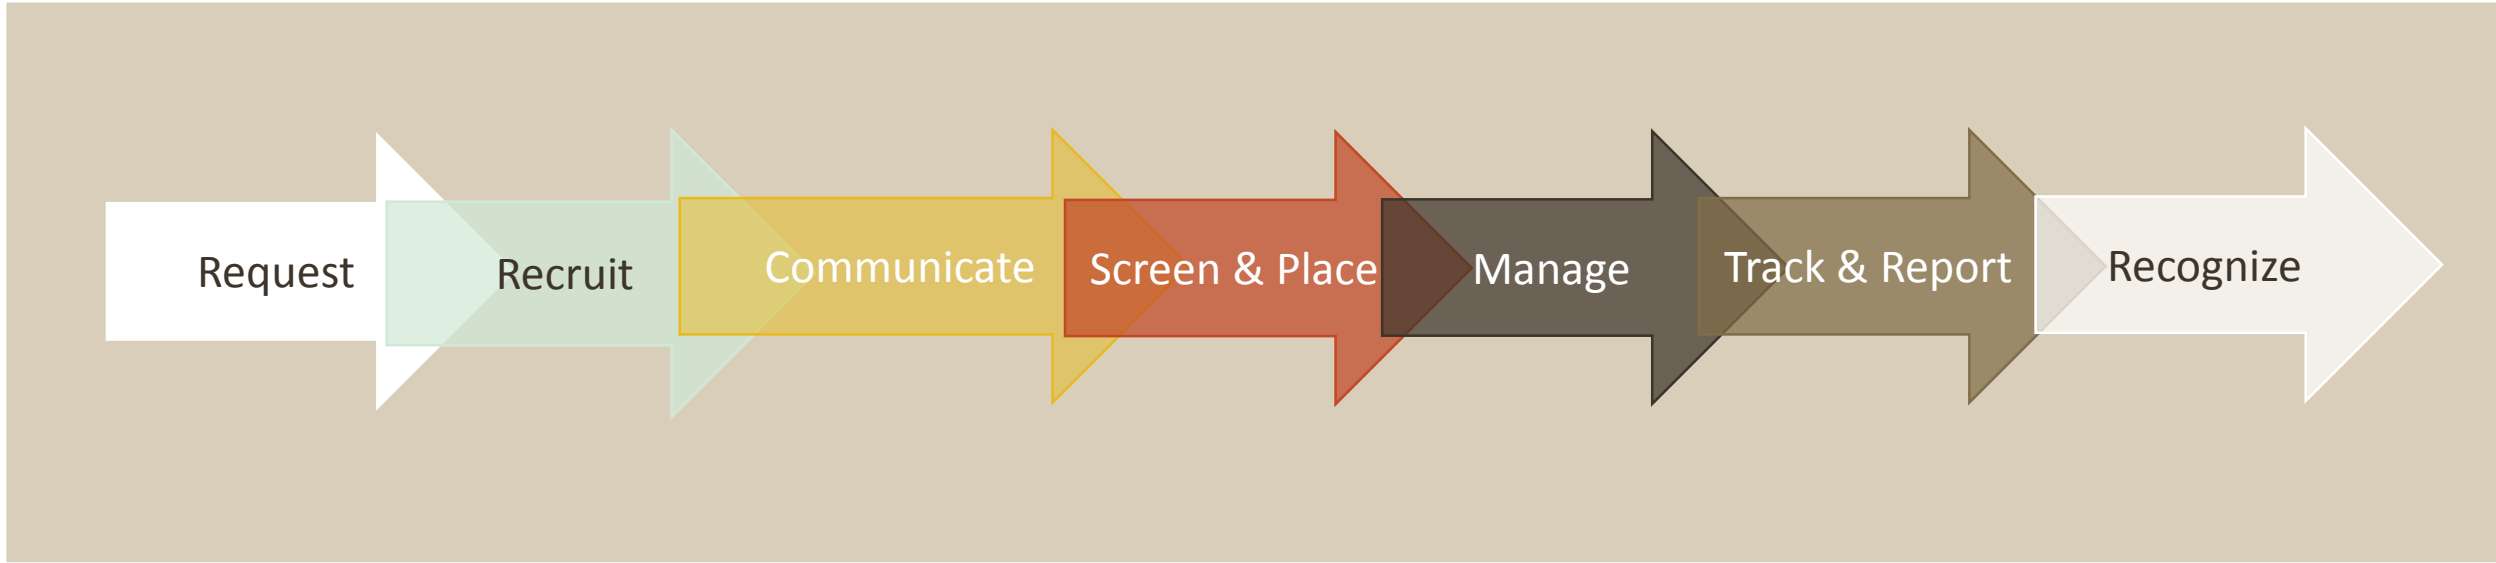 Request
Recruit
Communicate
Screen & Place
Manage
Track & Report
Recognize